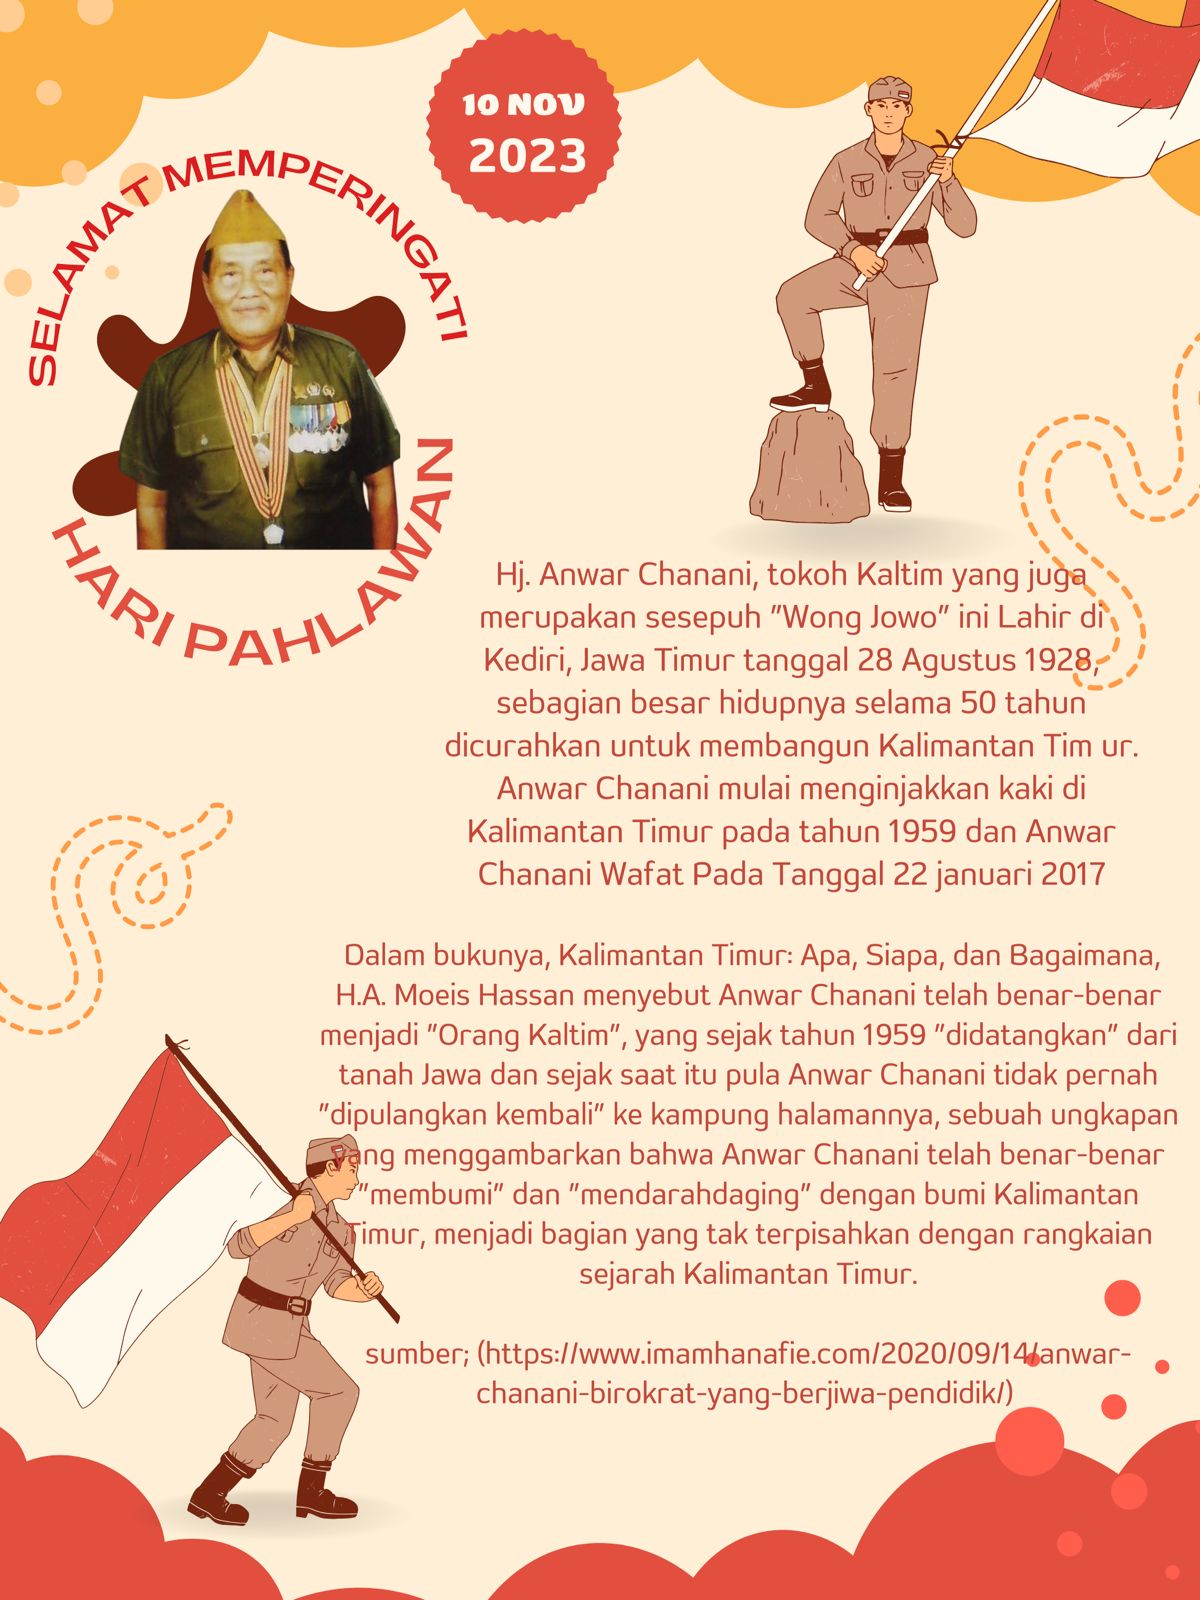 10 NOV
2023
SELAMAT MEMPERINGATI
HARI PAHLAWAN
Hj. Anwar Chanani, tokoh Kaltim yang juga
merupakan sesepuh "Wong Jowo" ini Lahir di
Kediri, Jawa Timur tanggal 28 Agustus 1928,
sebagian besar hidupnya selama 50 tahun
dicurahkan untuk membangun Kalimantan Tim ur.
Anwar Chanani mulai menginjakkan kaki di
Kalimantan Timur pada tahun 1959 dan Anwar
Chanani Wafat Pada Tanggal 22 januari 2017
Dalam bukunya, Kalimantan Timur: Apa, Siapa, dan Bagaimana,
H.A. Moeis Hassan menyebut Anwar Chanani telah benar-benar
menjadi "Orang Kaltim", yang sejak tahun 1959 "didatangkan" dari
tanah Jawa dan sejak saat itu pula Anwar Chanani tidak pernah
"dipulangkan kembali" ke kampung halamannya, sebuah ungkapan
yang menggambarkan bahwa Anwar Chanani telah benar-benar
"membumi" dan "mendarahdaging" dengan bumi Kalimantan
Timur, menjadi bagian yang tak terpisahkan dengan rangkaian
sejarah Kalimantan Timur.
sumber; (https://www.imamhanafie.com/2020/09/14/anwar-
chanani-birokrat-yang-berjiwa-pendidik/)